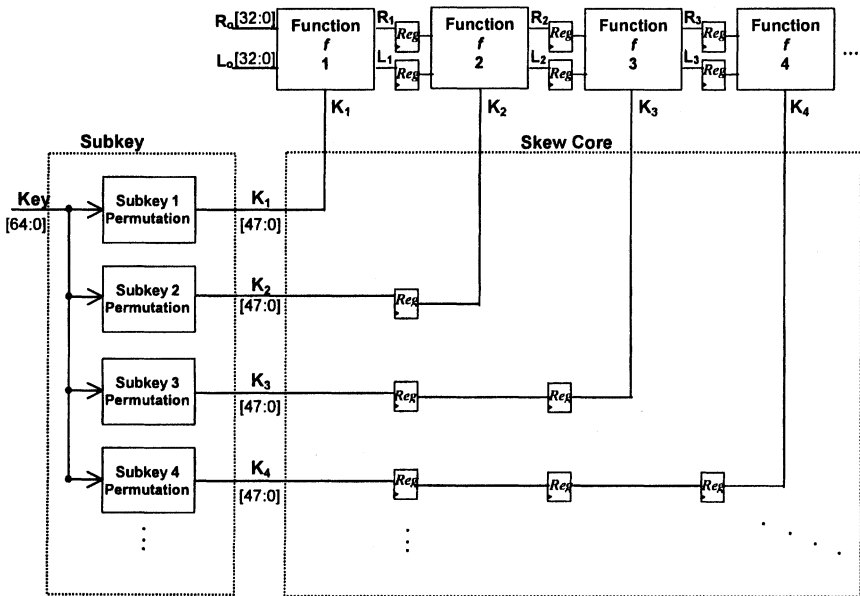 R₀ [32:0]
L₀ [32:0]
Function
f
1
R₁
L₁
Reg
Reg
Function
f
2
R₂
L₂
Reg
Reg
Function
f
3
R₃
L₃
Reg
Reg
Function
f
4
...
K₁
K₂
K₃
K₄
Subkey
Skew Core
Key
[64:0]
Subkey 1
Permutation
K₁
[47:0]
Subkey 2
Permutation
K₂
[47:0]
Reg
Subkey 3
Permutation
K₃
[47:0]
Reg
Reg
Subkey 4
Permutation
K₄
[47:0]
Reg
Reg
Reg